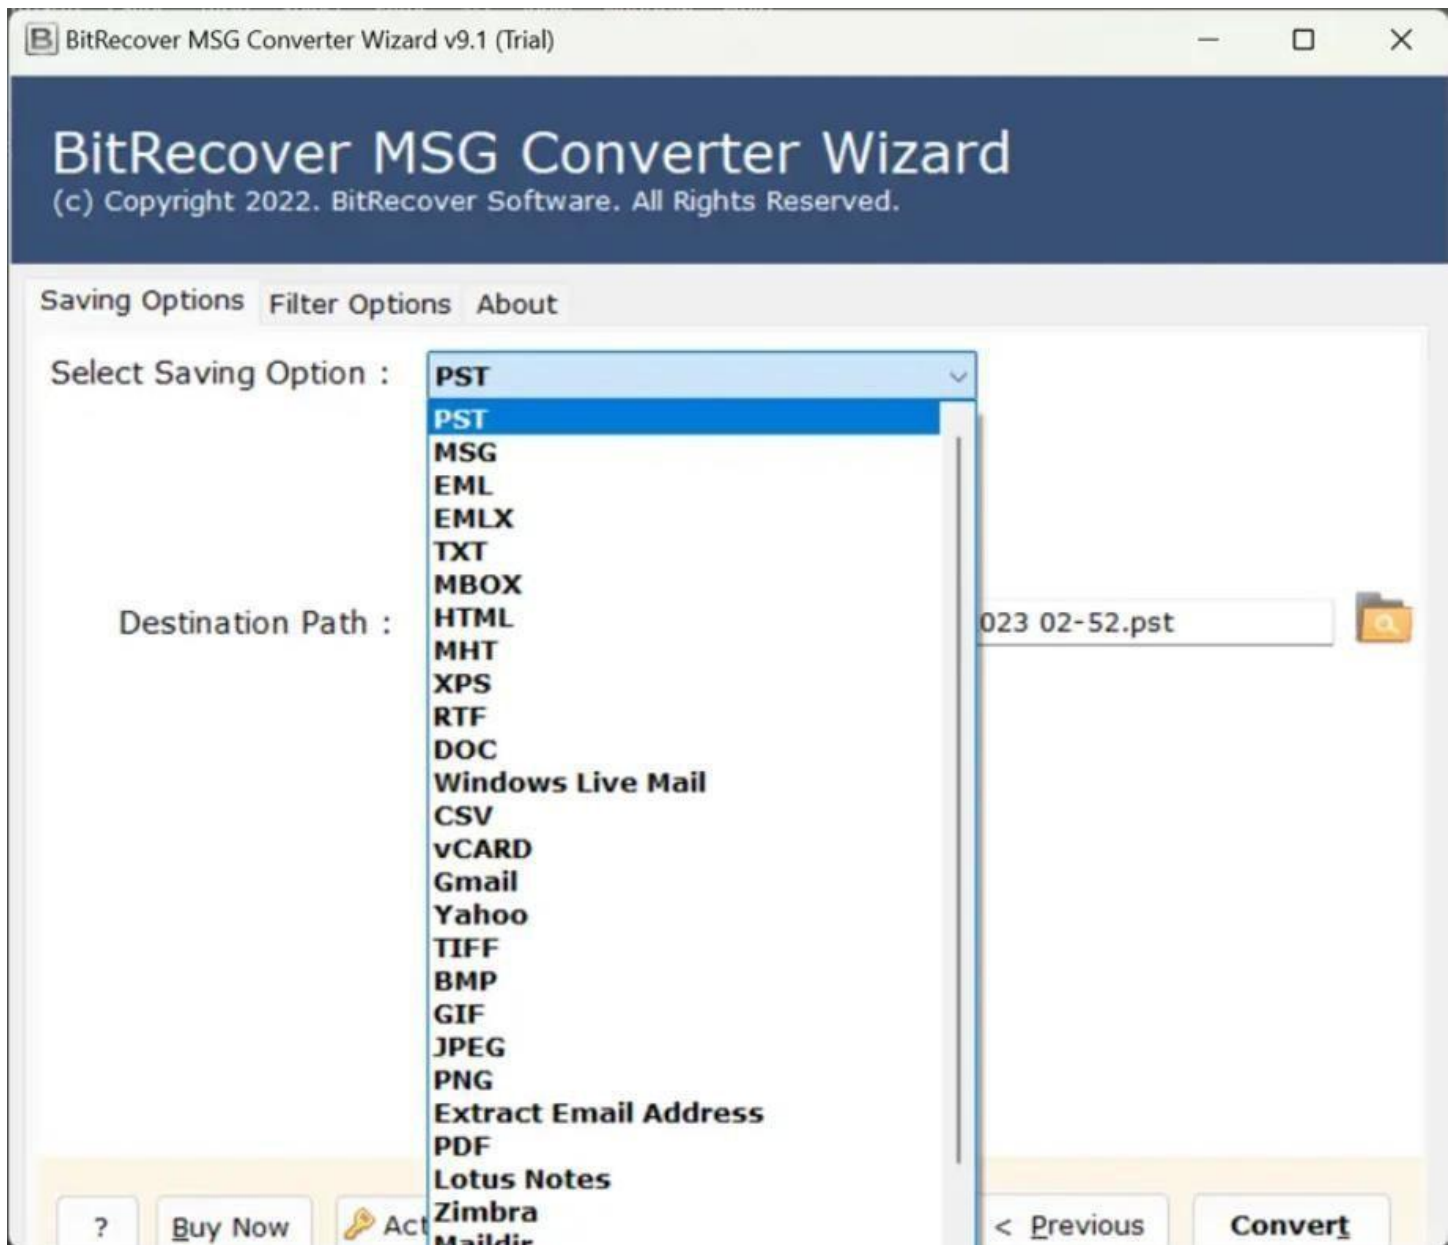 BitRecover MSG Converter Wizard v9.1 (Trial)
BitRecover MSG Converter Wizard
(c) Copyright 2022. BitRecover Software. All Rights Reserved.
Saving Options Filter Options About
Select Saving Option : PST
PST
MSG
EML
EMLX
TXT
MBOX
HTML
MHT
XPS
RTF
DOC
Windows Live Mail
CSV
vCARD
Gmail
Yahoo
TIFF
BMP
GIF
JPEG
PNG
Extract Email Address
PDF
Lotus Notes
Zimbra
Maildir
Destination Path : 023 02-52.pst
? Buy Now Act < Previous Convert